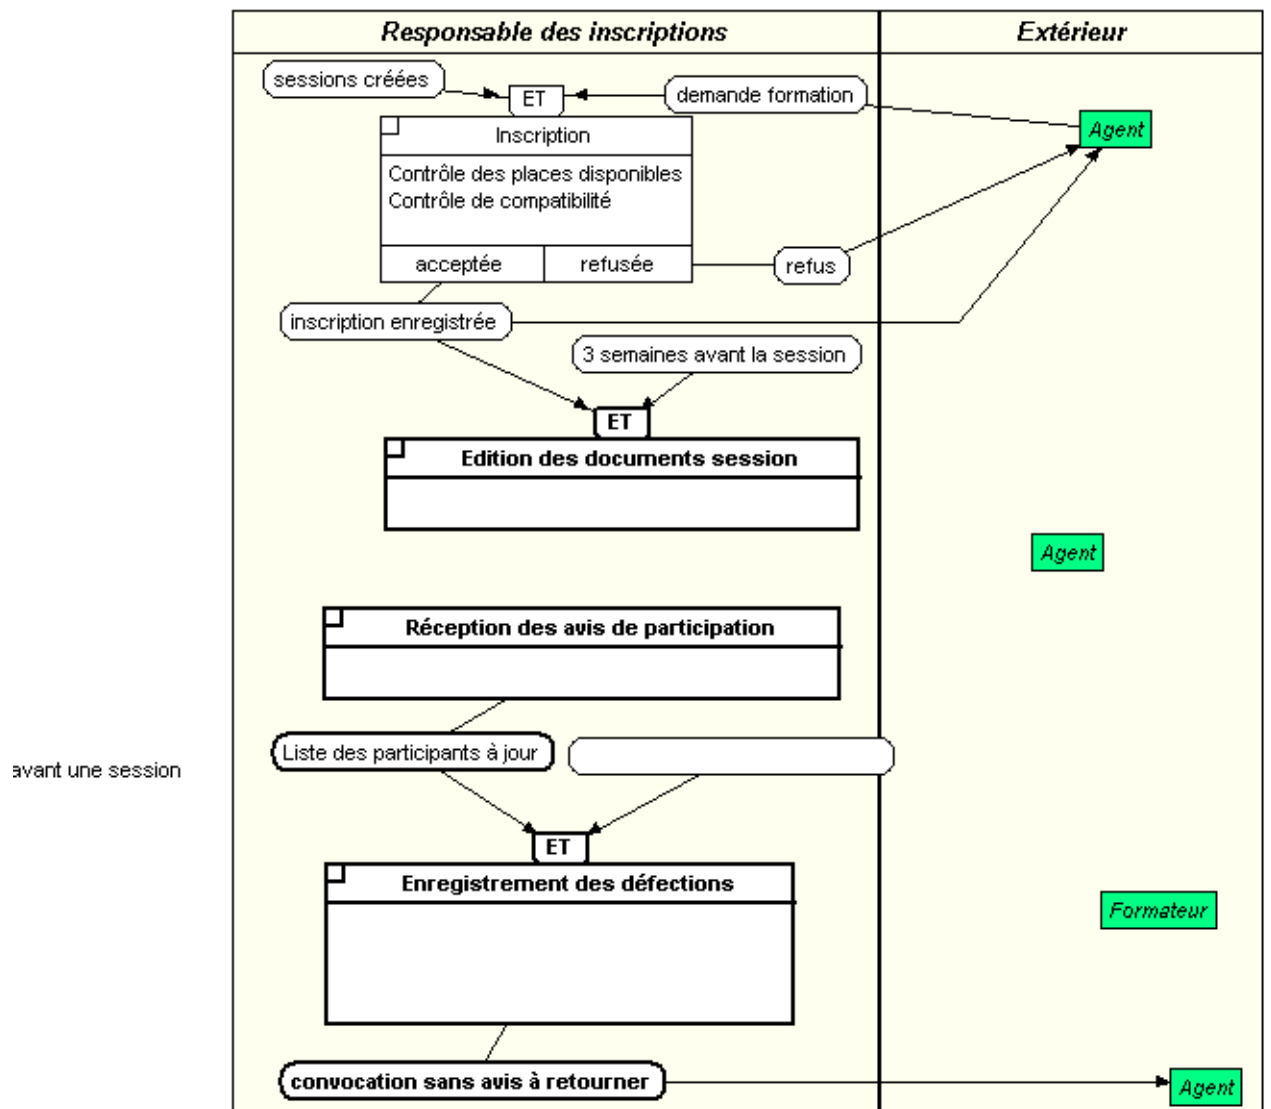 Responsable des inscriptions
Extérieur
sessions créées
ET
demande formation
Agent
Inscription
Contrôle des places disponibles
Contrôle de compatibilité
acceptée
refusée
refus
inscription enregistrée
3 semaines avant la session
ET
Edition des documents session
Agent
Réception des avis de participation
Liste des participants à jour
avant une session
ET
Enregistrement des défections
Formateur
convocation sans avis à retourner
Agent